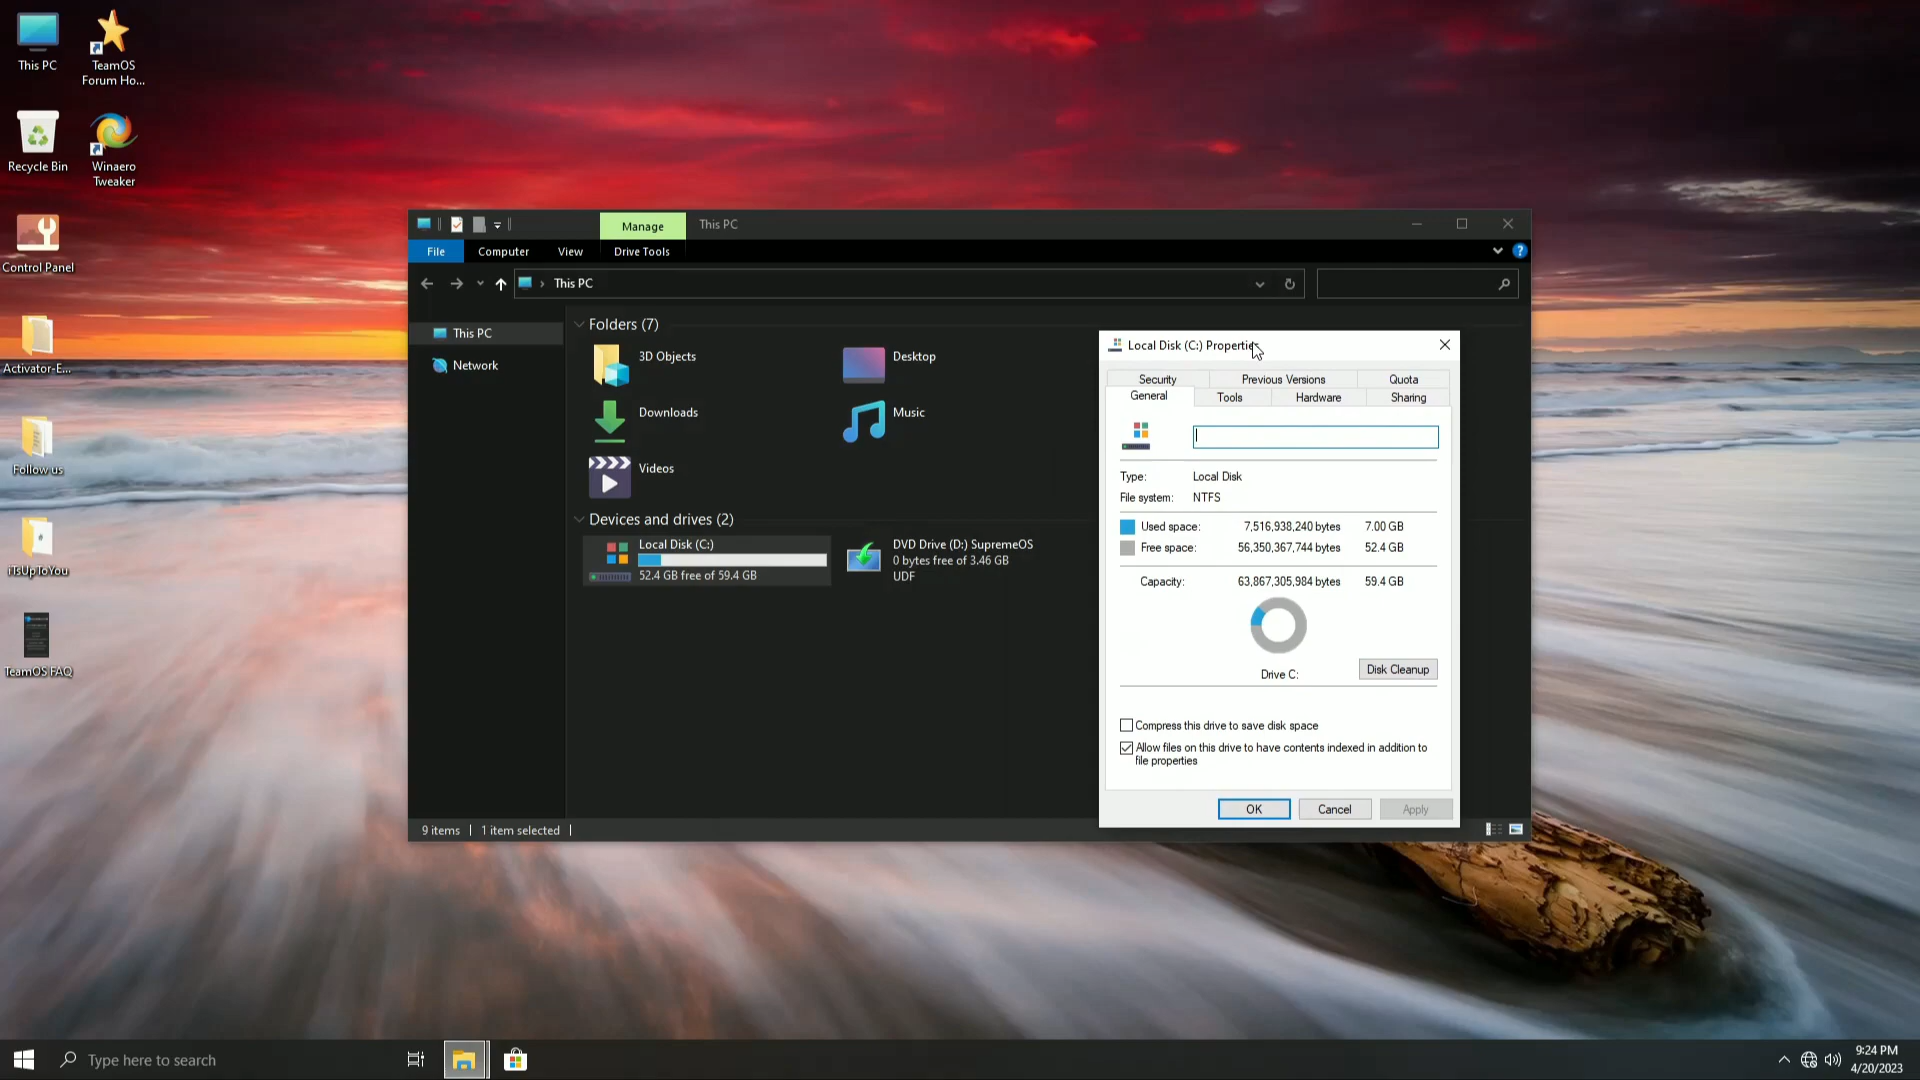 This PC
TeamOS
Forum Ho...
Recycle Bin
Winaero
Tweaker
Control Panel
Activator-E...
Follow us
iTsUpToYou
TeamOS FAQ
Manage
This PC
File
Computer
View
Drive Tools
?
This PC
This PC
Network
Folders (7)
3D Objects
Desktop
Downloads
Music
Videos
Devices and drives (2)
Local Disk (C:)
52.4 GB free of 59.4 GB
DVD Drive (D:) SupremeOS
0 bytes free of 3.46 GB
UDF
9 items
1 item selected
Local Disk (C:) Properties
Security
Previous Versions
Quota
General
Tools
Hardware
Sharing
Type: Local Disk
File system: NTFS
Used space: 7,516,938,240 bytes 7.00 GB
Free space: 56,350,367,744 bytes 52.4 GB
Capacity: 63,867,305,984 bytes 59.4 GB
Drive C:
Disk Cleanup
Compress this drive to save disk space
Allow files on this drive to have contents indexed in addition to
file properties
OK
Cancel
Apply
Type here to search
9:24 PM
4/20/2023